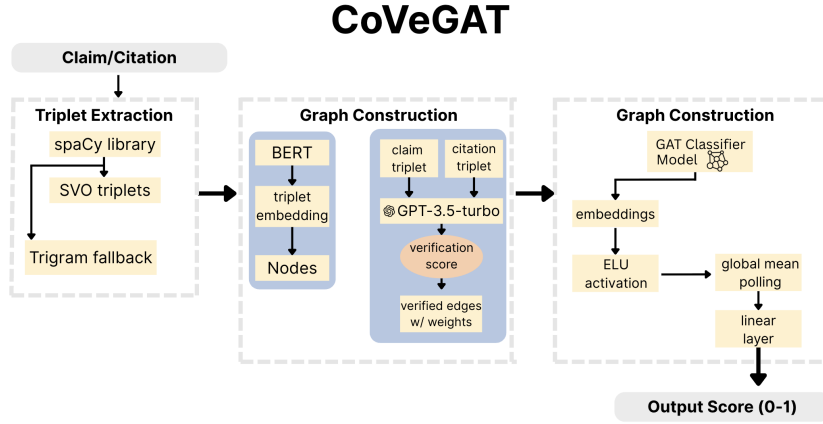 CoVeGAT
Claim/Citation
Triplet Extraction
spaCy library
SVO triplets
Trigram fallback
Graph Construction
BERT
triplet
embedding
Nodes
claim
triplet
citation
triplet
GPT-3.5-turbo
verification
score
verified edges
w/ weights
Graph Construction
GAT Classifier
Model
embeddings
ELU
activation
global mean
polling
linear
layer
Output Score (0-1)